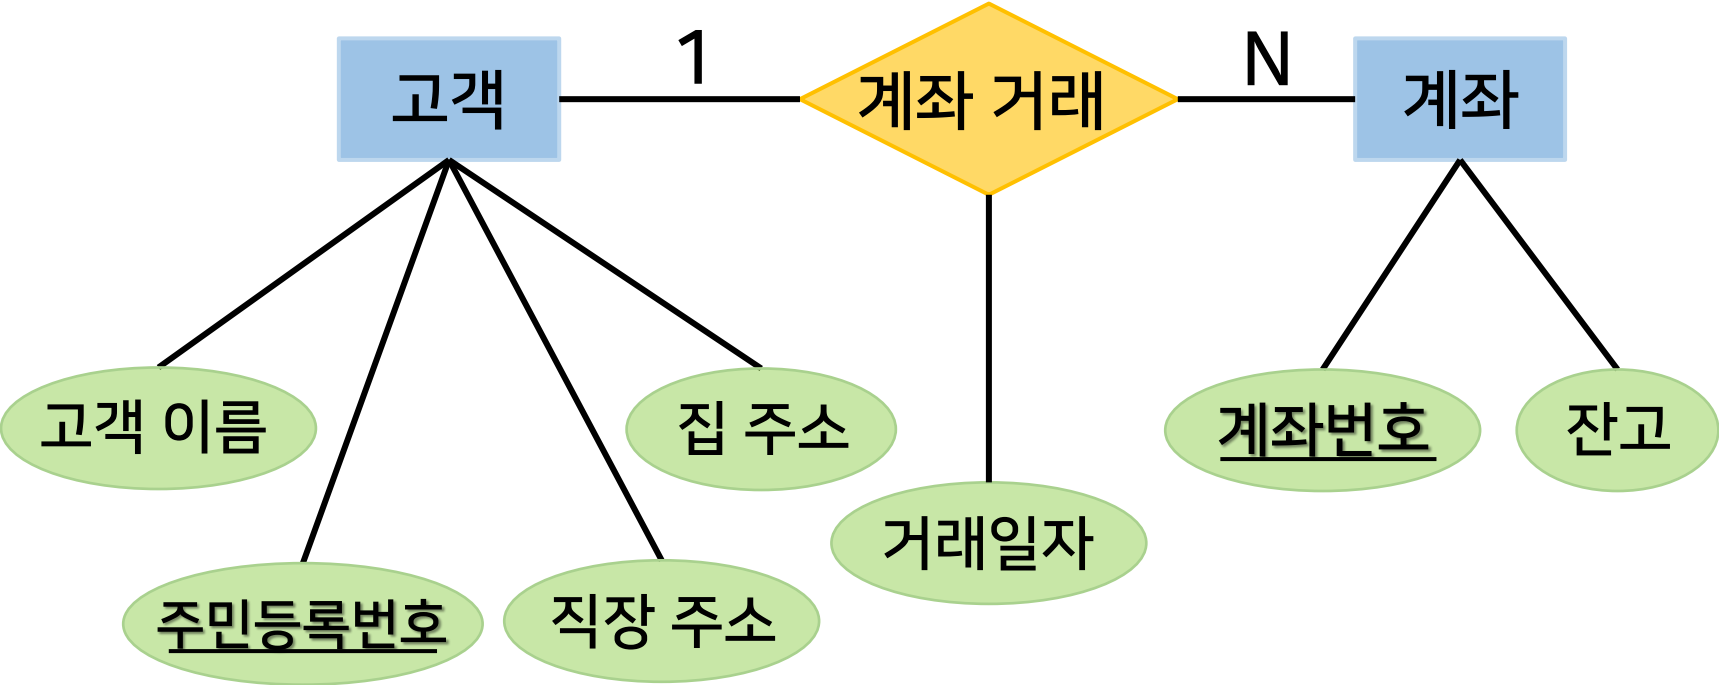 고객
1
계좌 거래
N
계좌
고객 이름
집 주소
계좌번호
잔고
거래일자
주민등록번호
직장 주소